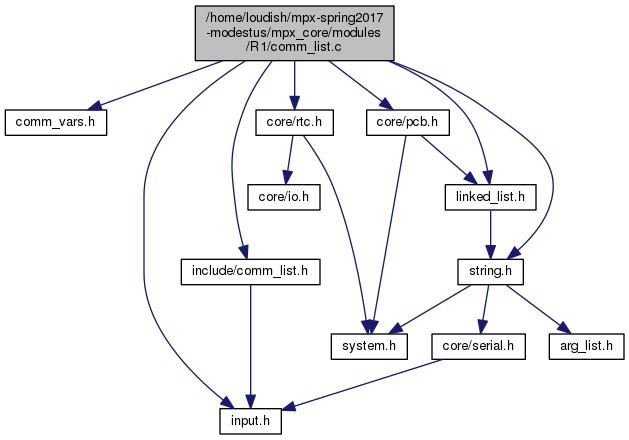 /home/loudish/mpx-spring2017
-modestus/mpx_core/modules
/R1/comm_list.c
comm_vars.h
core/rtc.h
core/pcb.h
core/io.h
linked_list.h
include/comm_list.h
string.h
system.h
core/serial.h
arg_list.h
input.h